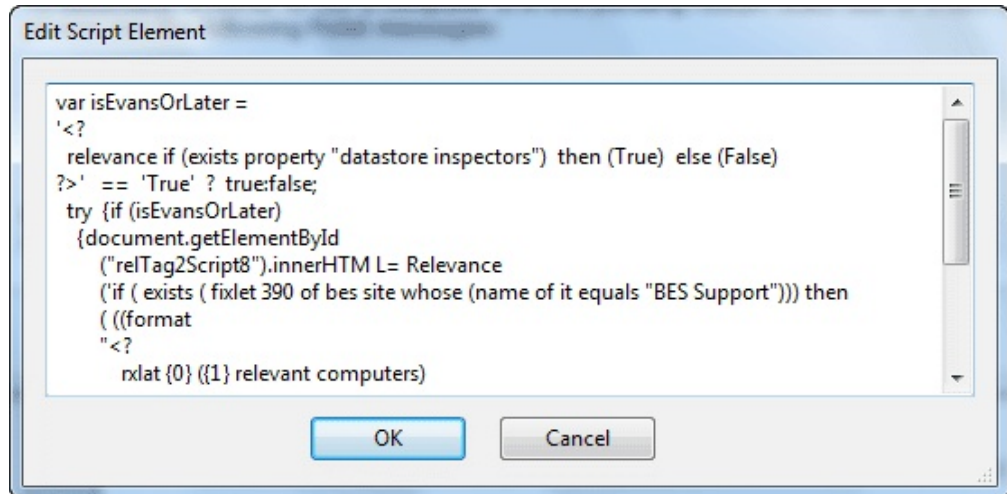 Edit Script Element
var isEvansOrLater =
'<?
relevance if (exists property "datastore inspectors") then (True) else (False)
?>' == 'True' ? true:false;
try {if (isEvansOrLater)
{document.getElementById
("relTag2Script8").innerHTM L= Relevance
('if ( exists ( fixlet 390 of bes site whose (name of it equals "BES Support"))) then
( ((format
"<?
rxlat {0} ({1} relevant computers)
OK
Cancel